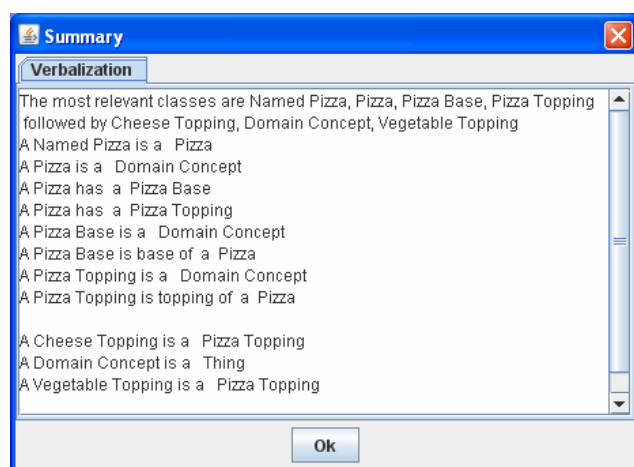 Summary
Verbalization
The most relevant classes are Named Pizza, Pizza, Pizza Base, Pizza Topping
followed by Cheese Topping, Domain Concept, Vegetable Topping
A Named Pizza is a Pizza
A Pizza is a Domain Concept
A Pizza has a Pizza Base
A Pizza has a Pizza Topping
A Pizza Base is a Domain Concept
A Pizza Base is base of a Pizza
A Pizza Topping is a Domain Concept
A Pizza Topping is topping of a Pizza
A Cheese Topping is a Pizza Topping
A Domain Concept is a Thing
A Vegetable Topping is a Pizza Topping
Ok